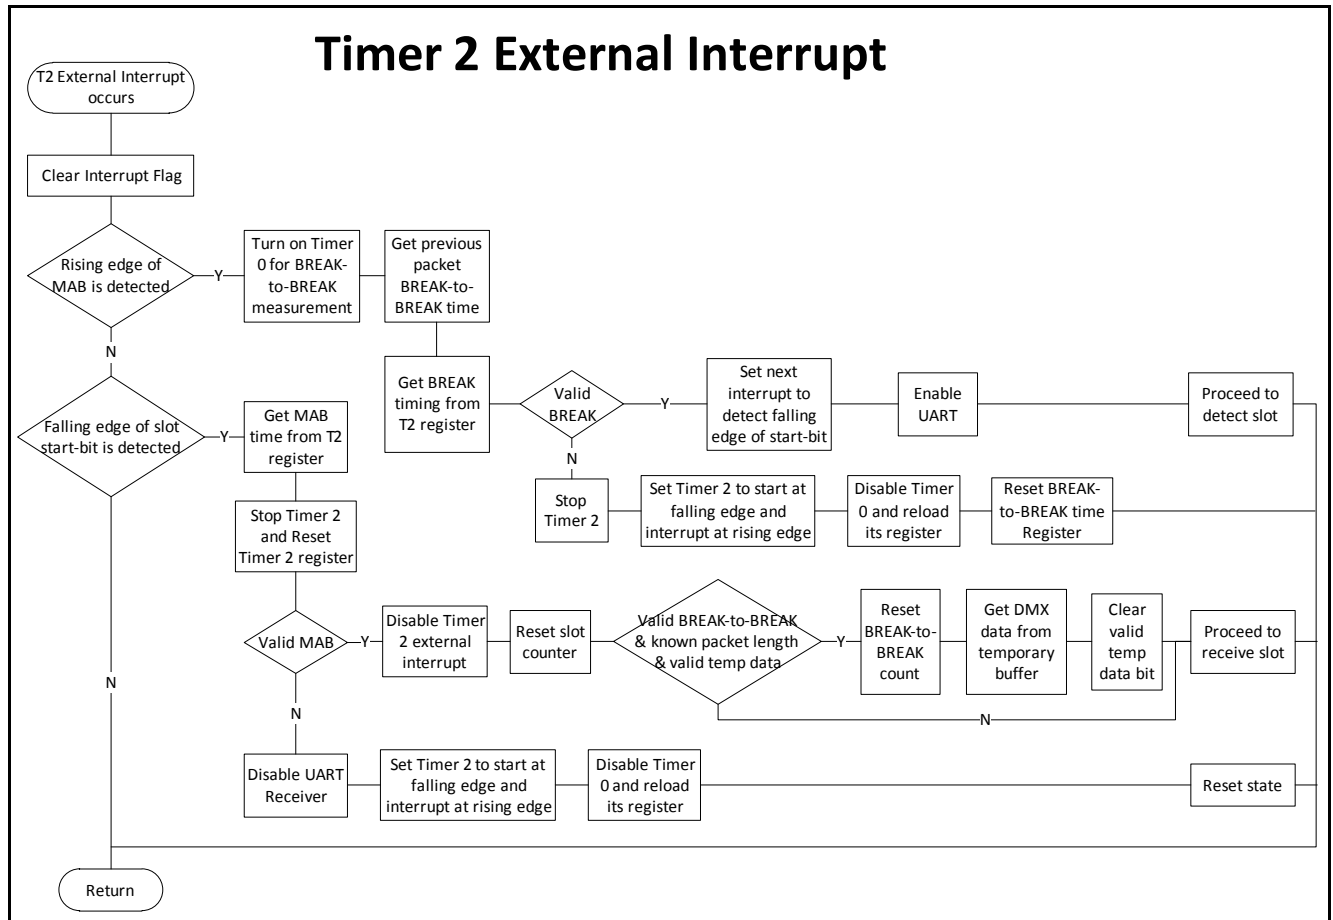 Timer 2 External Interrupt
T2 External Interrupt
occurs
Clear Interrupt Flag
Rising edge of
MAB is detected
Y
Turn on Timer
0 for BREAK-
to-BREAK
measurement
Get previous
packet
BREAK-to-
BREAK time
N
Get BREAK
timing from
T2 register
Valid
BREAK
Y
Set next
interrupt to
detect falling
edge of start-bit
Enable
UART
Proceed to
detect slot
N
Stop
Timer 2
Set Timer 2 to start at
falling edge and
interrupt at rising edge
Disable Timer
0 and reload
its register
Reset BREAK-
to-BREAK time
Register
Falling edge of slot
start-bit is detected
Y
Get MAB
time from T2
register
Stop Timer 2
and Reset
Timer 2 register
Valid MAB
Y
Disable Timer
2 external
interrupt
Reset slot
counter
Valid BREAK-to-BREAK
& known packet length
& valid temp data
Y
Reset
BREAK-to-
BREAK
count
Get DMX
data from
temporary
buffer
Clear
valid
temp
data bit
Proceed to
receive slot
N
N
N
Disable UART
Receiver
Set Timer 2 to start at
falling edge and
interrupt at rising edge
Disable Timer
0 and reload
its register
Reset state
Return